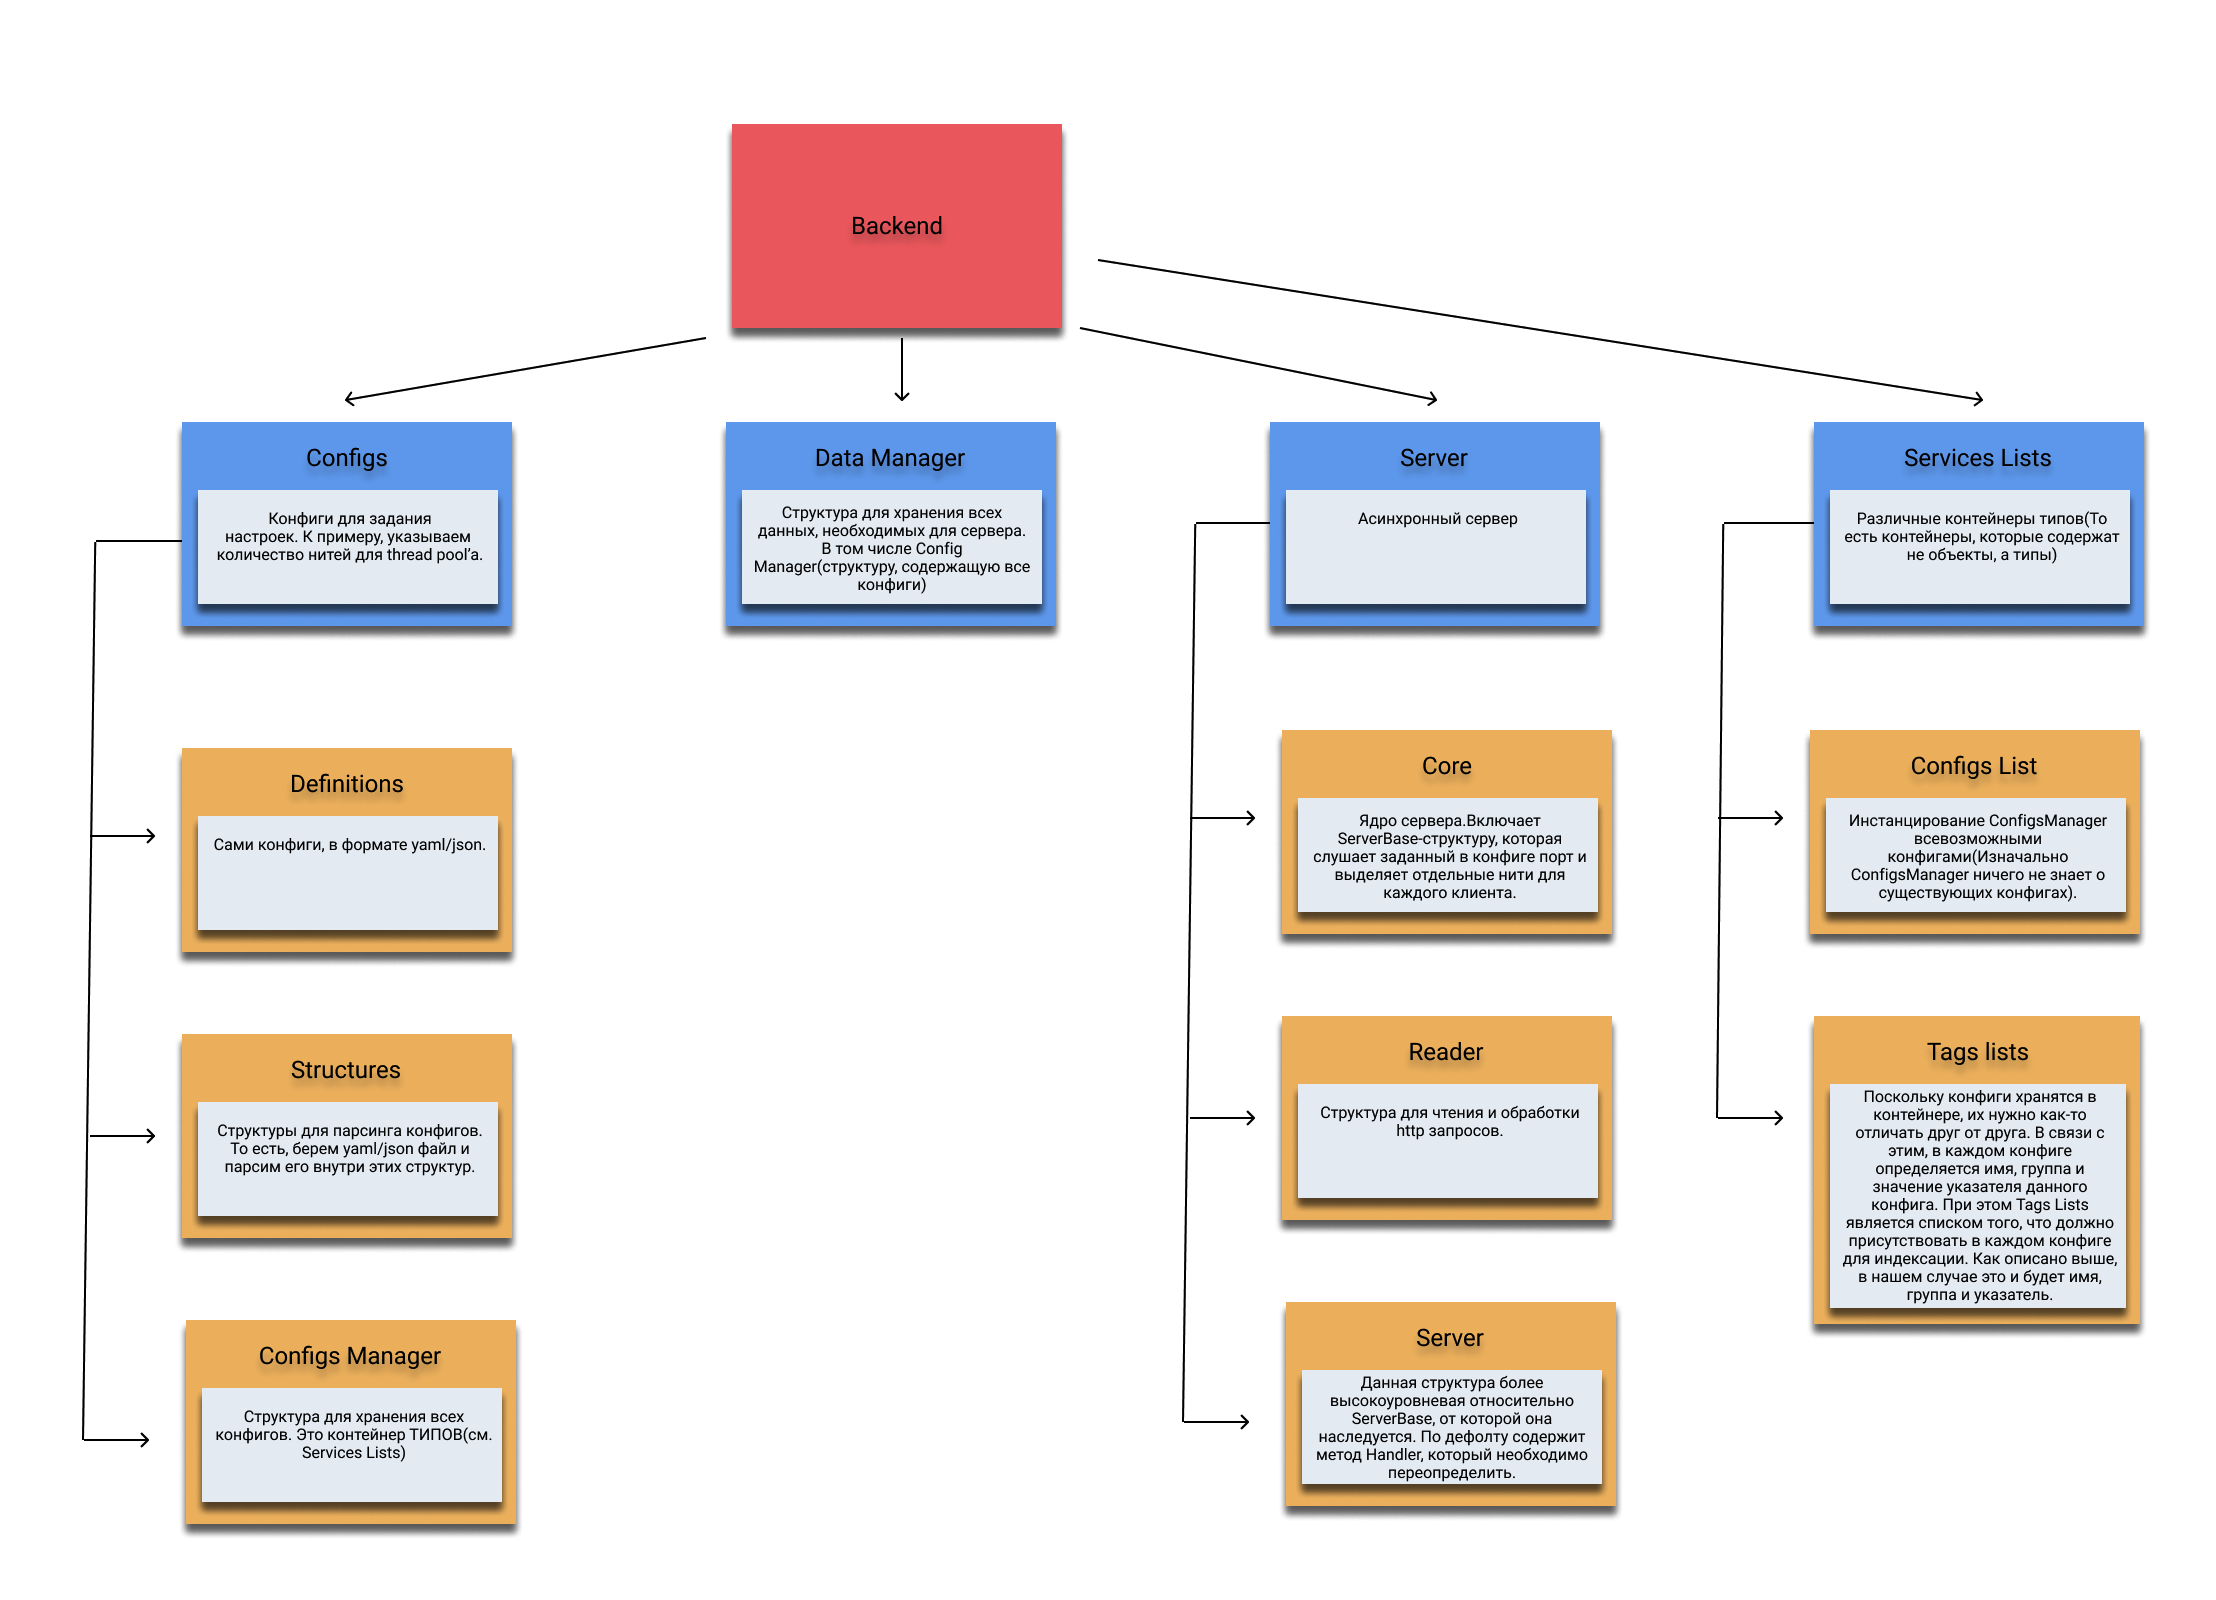 Backend
Configs
Конфиги для задания
настроек. К примеру, указываем
количество нитей для thread pool’а.
Data Manager
Структура для хранения всех
данных, необходимых для сервера.
В том числе Config
Manager(структуру, содержащую все
конфиги)
Server
Асинхронный сервер
Services Lists
Различные контейнеры типов(То
есть контейнеры, которые содержат
не объекты, а типы)
Definitions
Сами конфиги, в формате yaml/json.
Structures
Структуры для парсинга конфигов.
То есть, берем yaml/json файл и
парсим его внутри этих структур.
Configs Manager
Структура для хранения всех
конфигов. Это контейнер ТИПОВ(см.
Services Lists)
Core
Ядро сервера.Включает
ServerBase-структуру, которая
слушает заданный в конфиге порт и
выделяет отдельные нити для
каждого клиента.
Reader
Структура для чтения и обработки
http запросов.
Server
Данная структура более
высокоуровневая относительно
ServerBase, от которой она
наследуется. По дефолту содержит
метод Handler, который необходимо
переопределить.
Configs List
Инстанцирование ConfigsManager
всевозможными
конфигами(Изначально
ConfigsManager ничего не знает о
существующих конфигах).
Tags lists
Поскольку конфиги хранятся в
контейнере, их нужно как-то
отличать друг от друга. В связи с
этим, в каждом конфиге
определяется имя, группа и
значение указателя данного
конфига. При этом Tags Lists
является списком того, что должно
присутствовать в каждом конфиге
для индексации. Как описано выше,
в нашем случае это и будет имя,
группа и указатель.